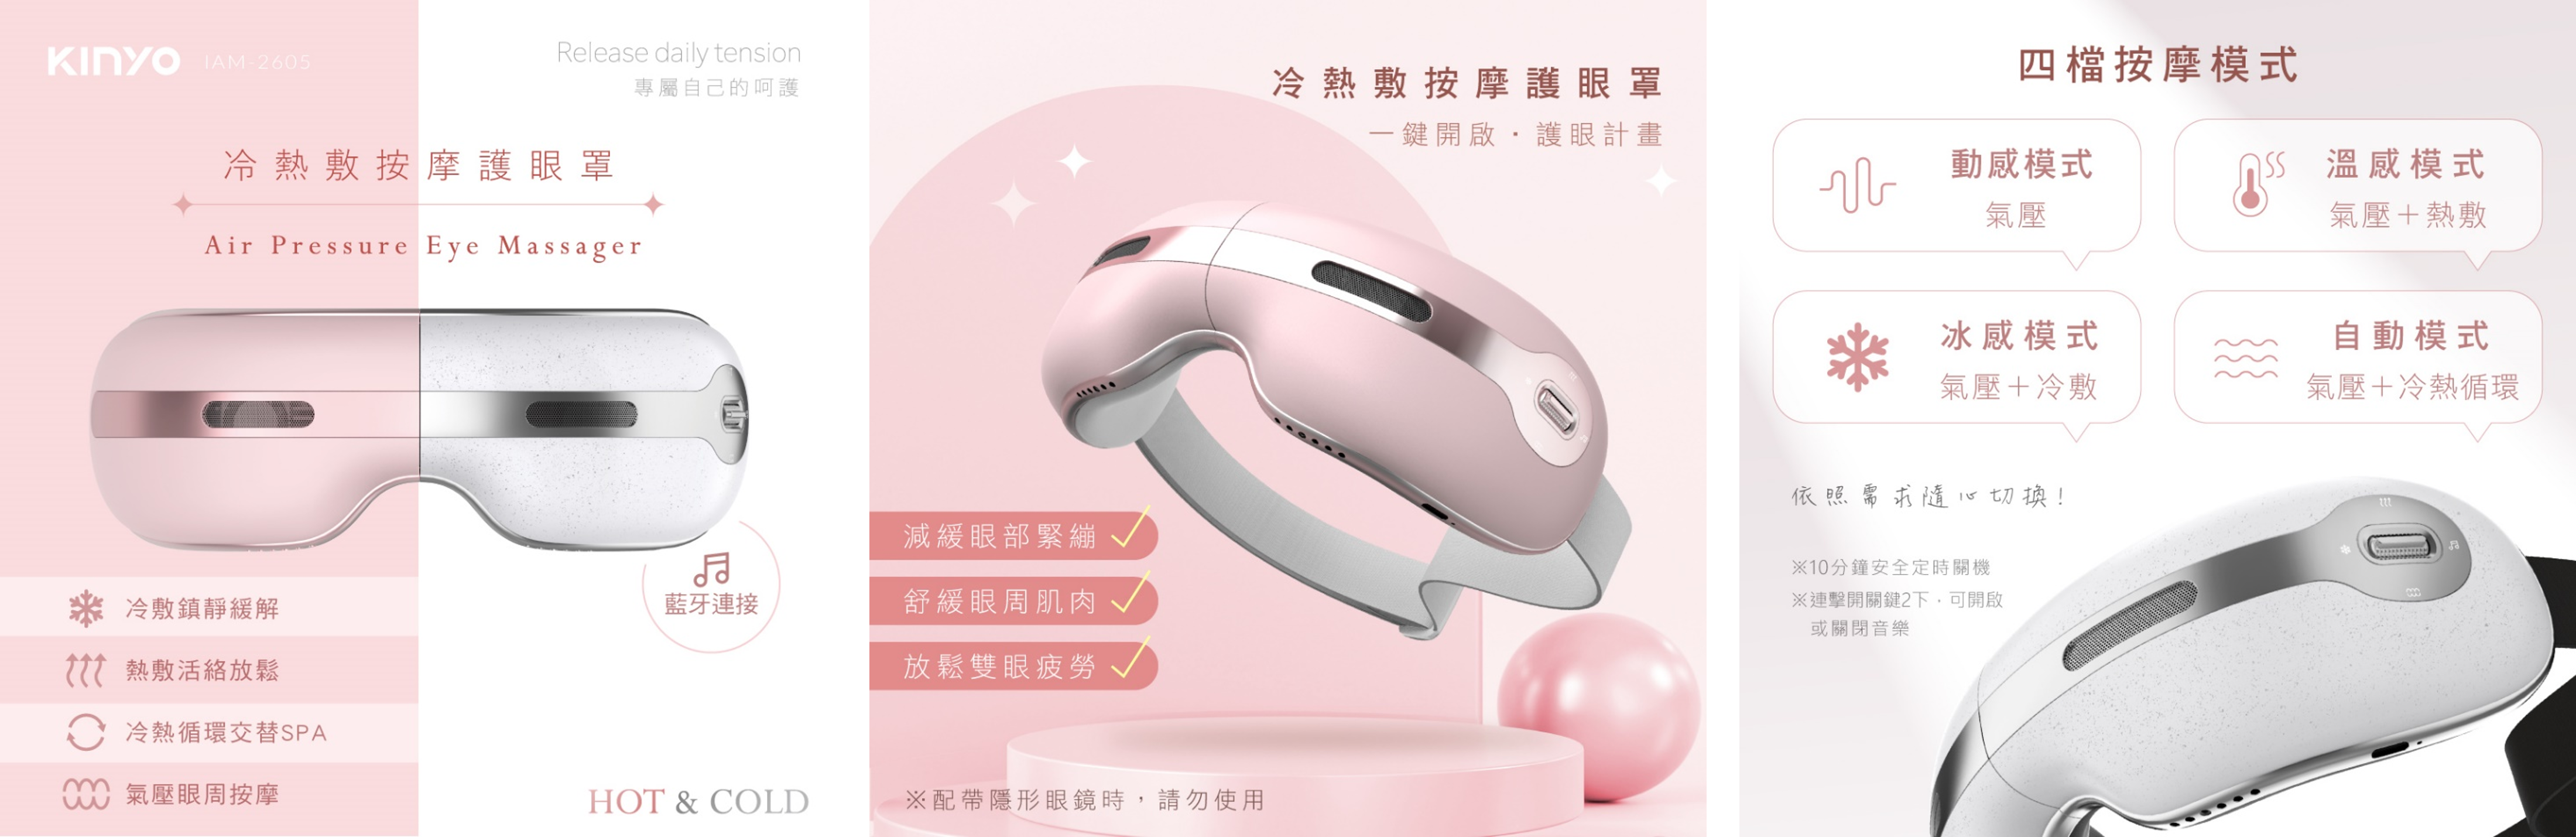 KINYO IAM-2605
Release daily tension
專屬自己的呵護
冷熱敷按摩護眼罩
Air Pressure Eye Massager
藍牙連接
冷敷鎮靜緩解
熱敷活絡放鬆
冷熱循環交替SPA
氣壓眼周按摩
HOT & COLD
冷熱敷按摩護眼罩
一鍵開啟・護眼計畫
減緩眼部緊繃
舒緩眼周肌肉
放鬆雙眼疲勞
※配帶隱形眼鏡時，請勿使用
四檔按摩模式
動感模式
氣壓
溫感模式
氣壓＋熱敷
冰感模式
氣壓＋冷敷
自動模式
氣壓＋冷熱循環
依照需求隨心切換！
※10分鐘安全定時關機
※連擊開關鍵2下，可開啟
或關閉音樂